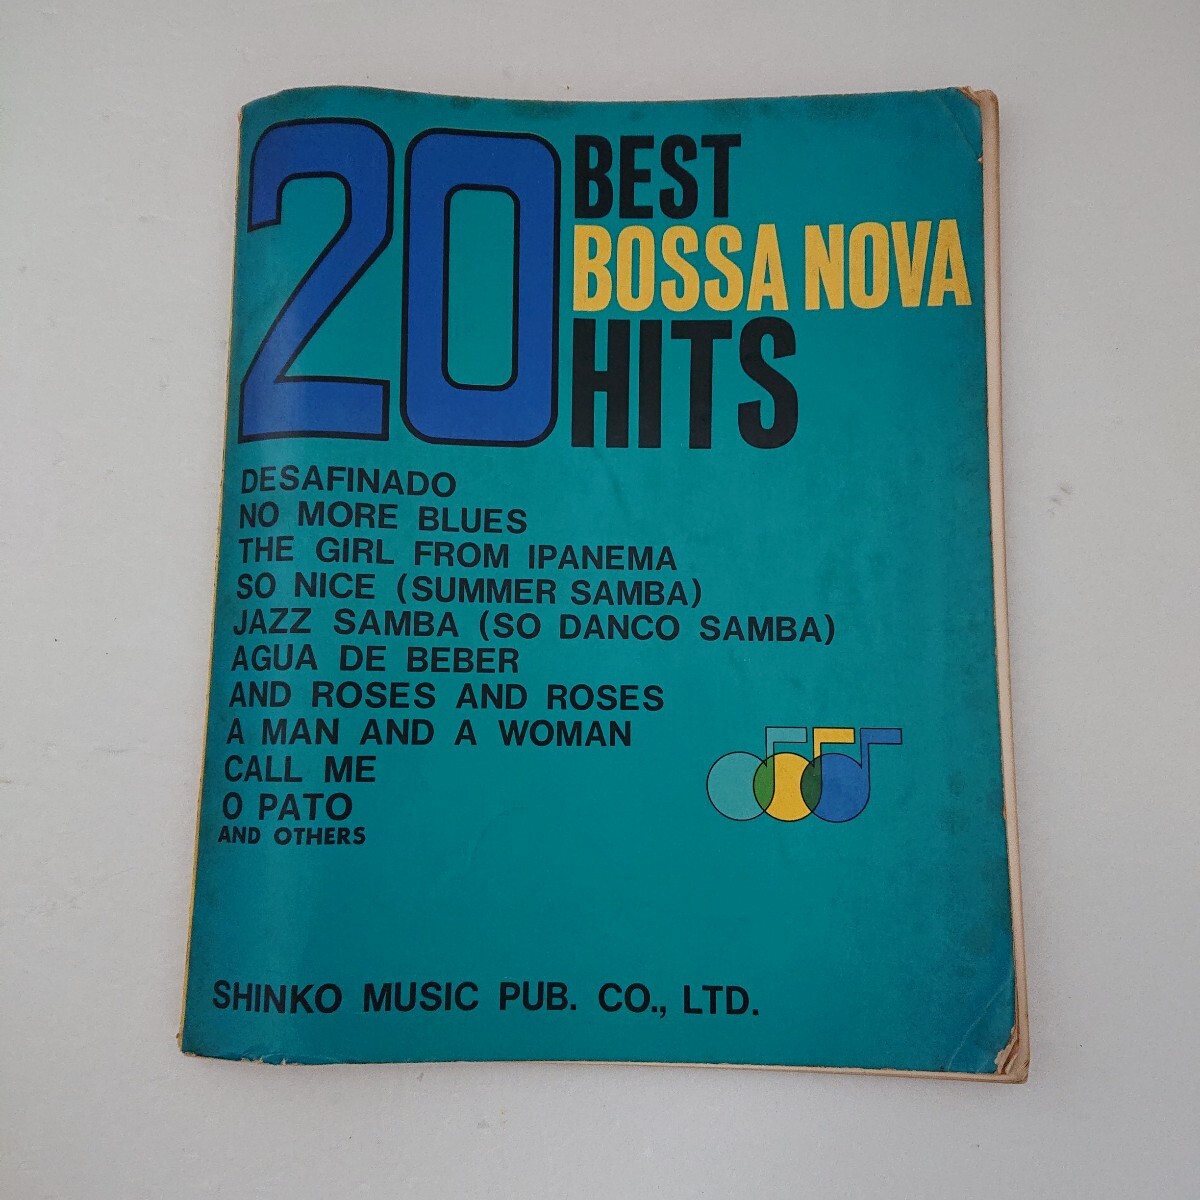 20 BEST
BOSSA NOVA
HITS
DESAFINADO
NO MORE BLUES
THE GIRL FROM IPANEMA
SO NICE (SUMMER SAMBA)
JAZZ SAMBA (SO DANCO SAMBA)
AGUA DE BEBER
AND ROSES AND ROSES
A MAN AND A WOMAN
CALL ME
O PATO
AND OTHERS
SHINKO MUSIC PUB. CO., LTD.